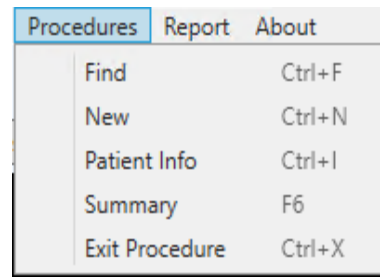 Procedures Report About
Find Ctrl+F
New Ctrl+N
Patient Info Ctrl+I
Summary F6
Exit Procedure Ctrl+X